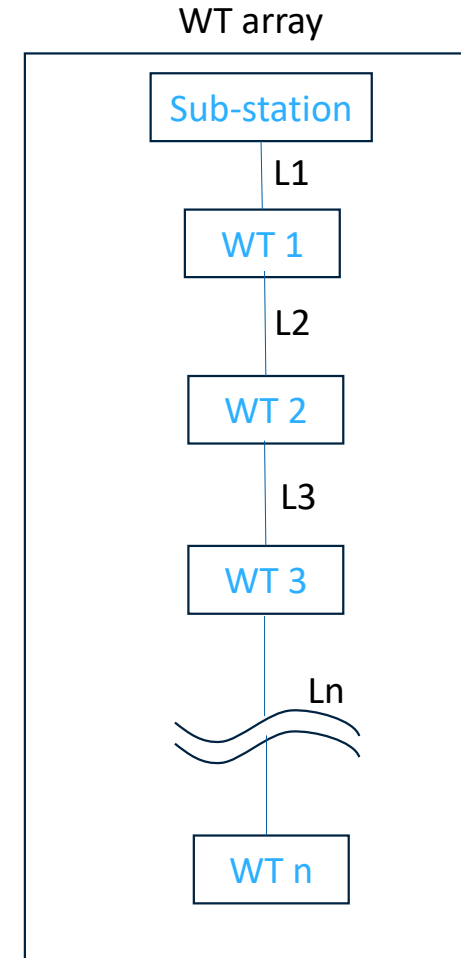 WT array
Sub-station
L1
WT 1
L2
WT 2
L3
WT 3
Ln
WT n